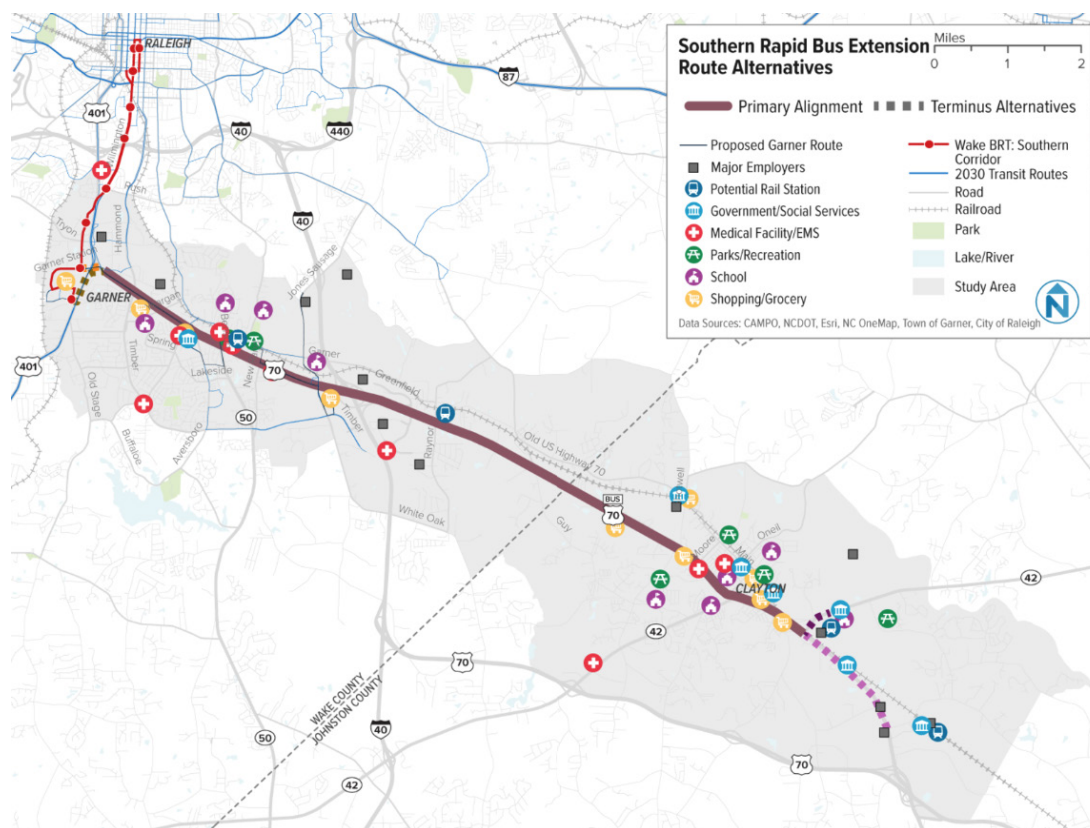 Southern Rapid Bus Extension
Route Alternatives
Miles
0 1 2
Primary Alignment
Terminus Alternatives
Proposed Garner Route
Major Employers
Potential Rail Station
Government/Social Services
Medical Facility/EMS
Parks/Recreation
School
Shopping/Grocery
Wake BRT: Southern
Corridor
2030 Transit Routes
Road
Railroad
Park
Lake/River
Study Area
N
Data Sources: CAMPO, NCDOT, Esri, NC OneMap, Town of Garner, City of Raleigh
RALEIGH
87
401
40
440
Rush
40
Tryon
Hammond
Garner Station
Jones Sausage
GARNER
401
Spring
Timber
Lakeside
New
70
Garner
Greenfield
Old Stage
50
Timber
Buffaloe
Aversboro
Raynor
Old US Highway 70
White Oak
BUS
70
Guy
Moore
Main
Oneil
CLAYTON
42
42
70
WAKE COUNTY
JOHNSTON COUNTY
40
50
42
70